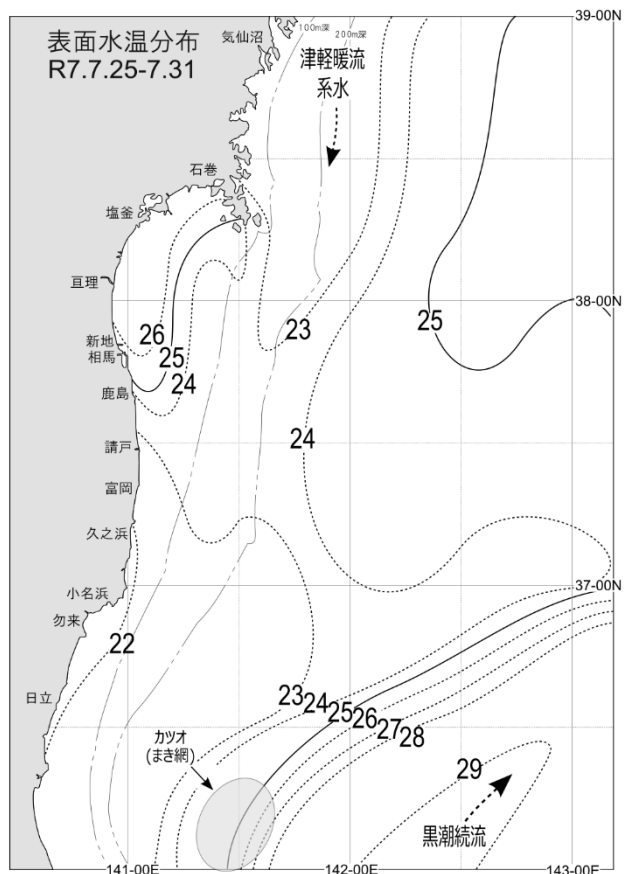 表面水温分布
R7.7.25-7.31
気仙沼
100m深
200m深
39-00N
津軽暖流
系水
石巻
塩釜
亘理
38-00N
26
25
24
23
25
新地
相馬
鹿島
24
請戸
富岡
久之浜
37-00N
小名浜
勿来
22
日立
23
24
25
26
27
28
カツオ
(まき網)
29
黒潮続流
141-00E
142-00E
143-00E